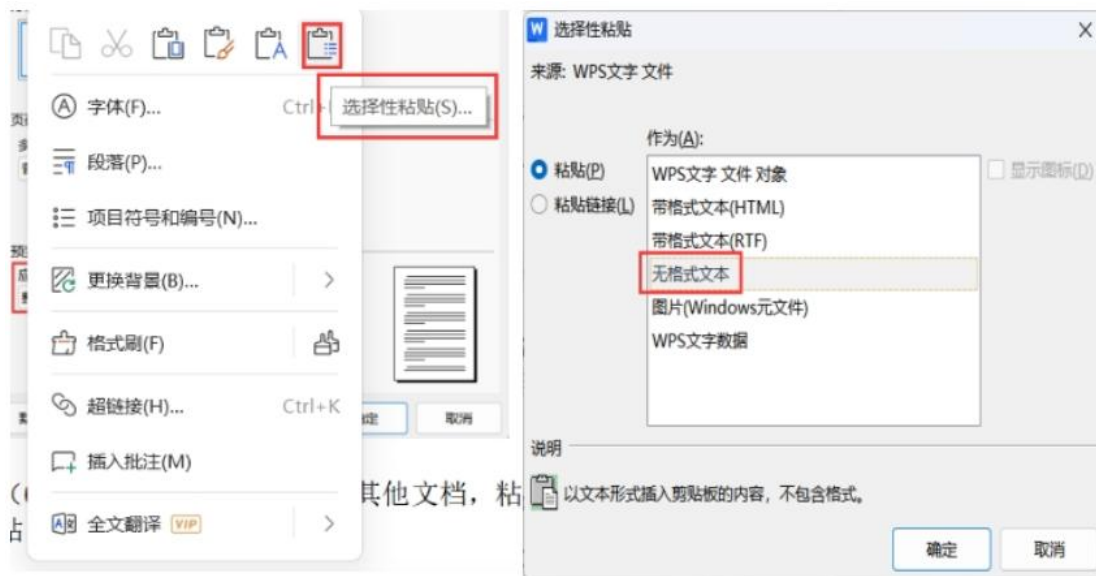 字体(F)...
选择性粘贴(S)...
段落(P)...
项目符号和编号(N)...
更换背景(B)...
格式刷(F)
超链接(H)... Ctrl+K
取消
插入批注(M)
其他文档，粘
全文翻译 VIP
选择性粘贴
来源: WPS文字 文件
作为(A):
粘贴(P)
粘贴链接(L)
WPS文字 文件 对象
带格式文本(HTML)
带格式文本(RTF)
无格式文本
图片(Windows元文件)
WPS文字数据
显示图标(D)
说明
以文本形式插入剪贴板的内容，不包含格式。
确定
取消